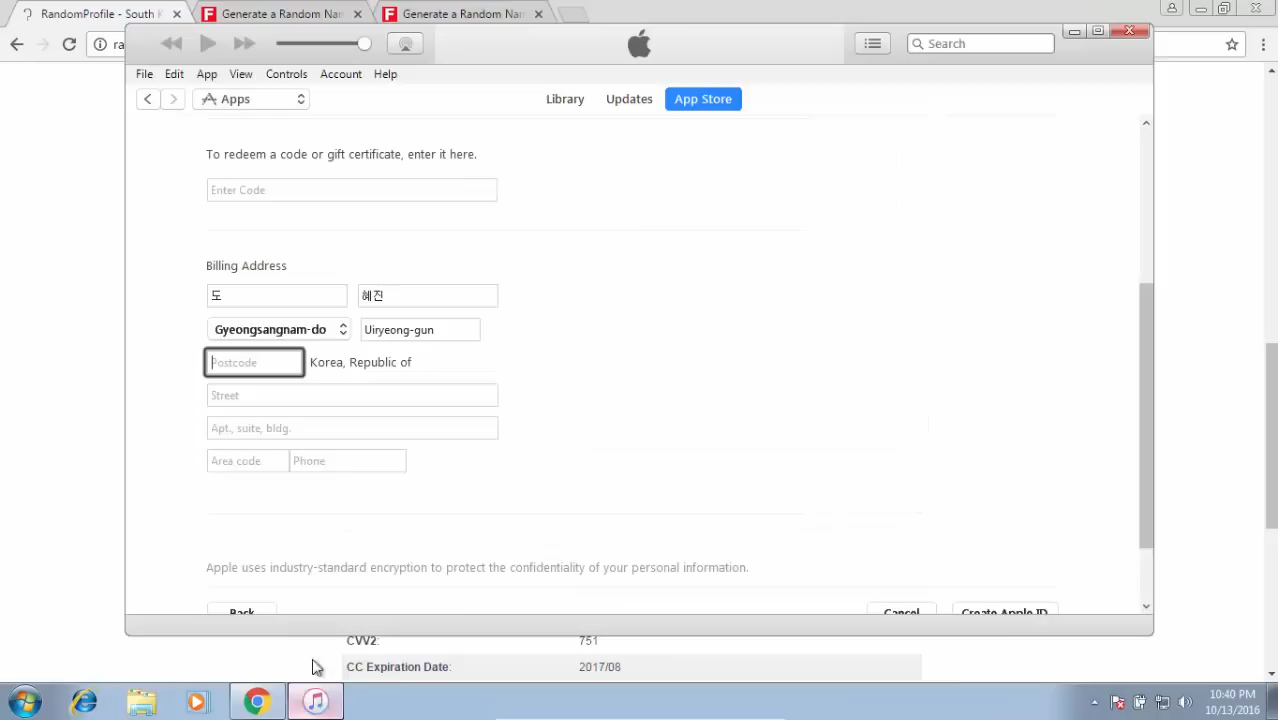 RandomProfile - South K
Generate a Random Nam
Generate a Random Nam
ra
Search
File Edit App View Controls Account Help
Apps
Library Updates App Store
To redeem a code or gift certificate, enter it here.
Enter Code
Billing Address
도 혜진
Gyeongsangnam-do Uiryeong-gun
Postcode Korea, Republic of
Street
Apt., suite, bldg.
Area code Phone
Apple uses industry-standard encryption to protect the confidentiality of your personal information.
Back Cancel Create Apple ID
CVV2: 751
CC Expiration Date: 2017/08
10:40 PM
10/13/2016